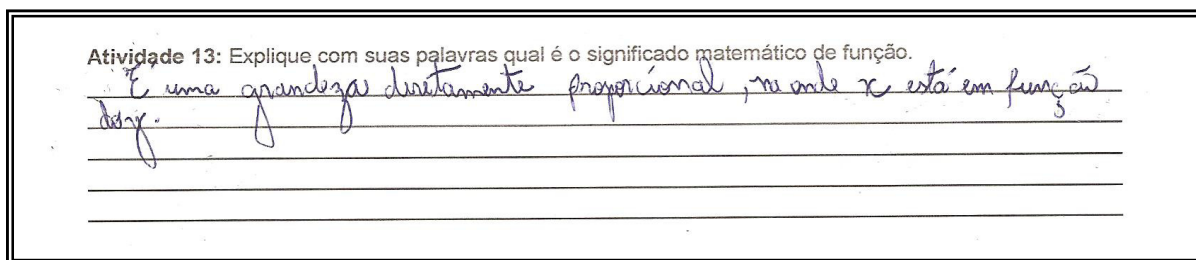 Atividade 13: Explique com suas palavras qual é o significado matemático de função.
É uma grandeza diretamente proporcional, na onde x está em função
do y.